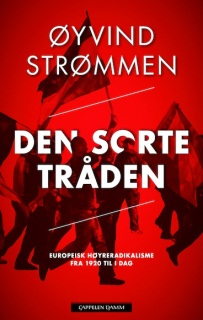 ØYVIND
STRØMMEN
DEN SORTE
TRÅDEN
EUROPEISK HØYRERADIKALISME
FRA 1920 TIL I DAG
CAPPELEN DAMM